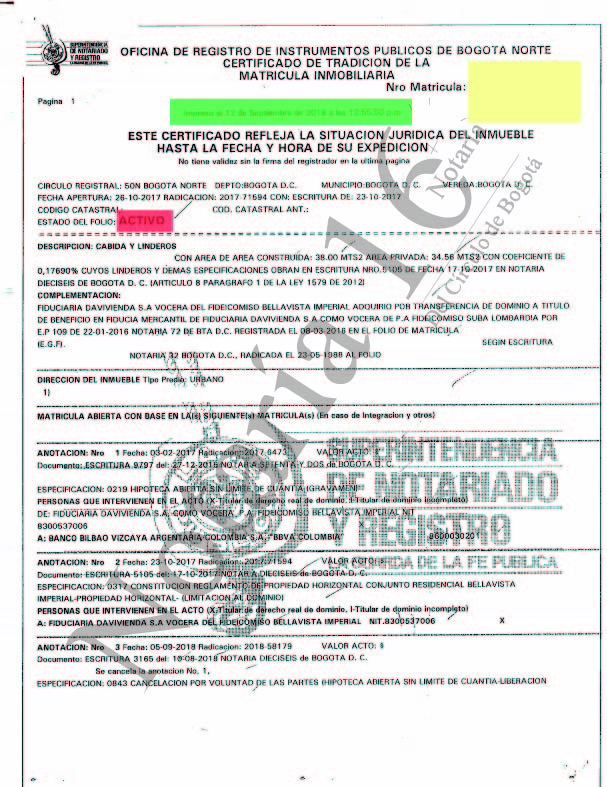 SUPERINTENDENCIA
DE NOTARIADO
Y REGISTRO
OFICINA DE REGISTRO DE INSTRUMENTOS PUBLICOS DE BOGOTA NORTE
CERTIFICADO DE TRADICION DE LA
MATRICULA INMOBILIARIA
Nro Matricula:
Pagina 1
Impreso el 12 de Septiembre de 2018 a las 12:55:00 p.m
ESTE CERTIFICADO REFLEJA LA SITUACION JURIDICA DEL INMUEBLE
HASTA LA FECHA Y HORA DE SU EXPEDICION
No tiene validez sin la firma del registrador en la ultima pagina
CIRCULO REGISTRAL: 50N BOGOTA NORTE DEPTO:BOGOTA D.C. MUNICIPIO:BOGOTA D. C. VEREDA:BOGOTA D. C.
FECHA APERTURA: 26-10-2017 RADICACION: 2017-71594 CON: ESCRITURA DE: 23-10-2017
CODIGO CATASTRAL: COD. CATASTRAL ANT.:
ESTADO DEL FOLIO: ACTIVO
DESCRIPCION: CABIDA Y LINDEROS
CON AREA DE AREA CONSTRUIDA: 38.00 MTS2 AREA PRIVADA: 34.56 MTS2 CON COEFICIENTE DE
0,17690% CUYOS LINDEROS Y DEMAS ESPECIFICACIONES OBRAN EN ESCRITURA NRO.5105 DE FECHA 17-10-2017 EN NOTARIA
DIECISEIS DE BOGOTA D. C. (ARTICULO 8 PARAGRAFO 1 DE LA LEY 1579 DE 2012)
COMPLEMENTACION:
FIDUCIARIA DAVIVIENDA S.A VOCERA DEL FIDEICOMISO BELLAVISTA IMPERIAL ADQUIRIO POR TRANSFERENCIA DE DOMINIO A TITULO
DE BENEFICIO EN FIDUCIA MERCANTIL DE FIDUCIARIA DAVIVIENDA S.A COMO VOCERA DE P.A FIDEICOMISO SUBA LOMBARDIA POR
E.P 109 DE 22-01-2016 NOTARIA 72 DE BTA D.C. REGISTRADA EL 08-03-2016 EN EL FOLIO DE MATRICULA
(E.G.F). SEGIN ESCRITURA
NOTARIA 32 BOGOTA D.C., RADICADA EL 23-05-1988 AL FOLIO
DIRECCION DEL INMUEBLE Tipo Predio: URBANO
1)
MATRICULA ABIERTA CON BASE EN LA(s) SIGUIENTE(s) MATRICULA(s) (En caso de Integracion y otros)
ANOTACION: Nro 1 Fecha: 03-02-2017 Radicacion: 2017-6473 VALOR ACTO:
Documento: ESCRITURA 9797 del: 27-12-2016 NOTARIA SETENTA Y DOS de BOGOTA D. C.
ESPECIFICACION: 0219 HIPOTECA ABIERTA SIN LIMITE DE CUANTIA (GRAVAMEN)
PERSONAS QUE INTERVIENEN EN EL ACTO (X-Titular de derecho real de dominio, I-Titular de dominio incompleto)
DE: FIDUCIARIA DAVIVIENDA S.A. COMO VOCERA P.A. FIDEICOMISO BELLAVISTA IMPERIAL NIT
8300537006 X
A: BANCO BILBAO VIZCAYA ARGENTARIA COLOMBIA S.A. "BBVA COLOMBIA" 8600030201
ANOTACION: Nro 2 Fecha: 23-10-2017 Radicacion: 2017-71594 VALOR ACTO: $
Documento: ESCRITURA 5105 del: 17-10-2017 NOTARIA DIECISEIS de BOGOTA D. C.
ESPECIFICACION: 0317 CONSTITUCION REGLAMENTO DE PROPIEDAD HORIZONTAL CONJUNTO RESIDENCIAL BELLAVISTA
IMPERIAL-PROPIEDAD HORIZONTAL- (LIMITACION AL DOMINIO)
PERSONAS QUE INTERVIENEN EN EL ACTO (X-Titular de derecho real de dominio, I-Titular de dominio incompleto)
A: FIDUCIARIA DAVIVIENDA S.A VOCERA DEL FIDEICOMISO BELLAVISTA IMPERIAL NIT.8300537006 X
ANOTACION: Nro 3 Fecha: 05-09-2018 Radicacion: 2018-58179 VALOR ACTO: $
Documento: ESCRITURA 3165 del: 10-08-2018 NOTARIA DIECISEIS de BOGOTA D. C.
Se cancela la anotacion No, 1,
ESPECIFICACION: 0843 CANCELACION POR VOLUNTAD DE LAS PARTES (HIPOTECA ABIERTA SIN LIMITE DE CUANTIA-LIBERACION
SUPERINTENDENCIA
DE NOTARIADO
Y REGISTRO
LA GUARDA DE LA FE PUBLICA
Notaría 16
Notaría
Del Círculo de Bogotá